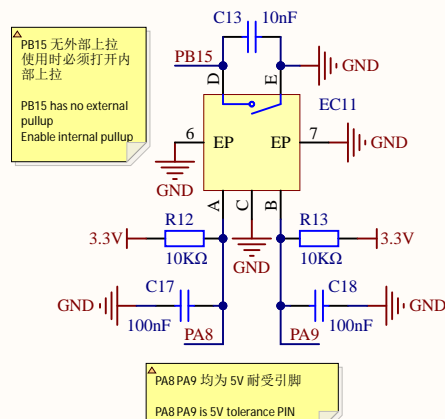 C13
10nF
PB15 无外部上拉
使用时必须打开内
部上拉
PB15 has no external
pullup
Enable internal pullup
PB15
GND
D
E
EC11
6
EP
EP
7
GND
GND
A
C
B
R12
R13
3.3V
3.3V
10KΩ
GND
10KΩ
C17
C18
GND
GND
100nF
100nF
PA8
PA9
PA8 PA9 均为 5V 耐受引脚
PA8 PA9 is 5V tolerance PIN